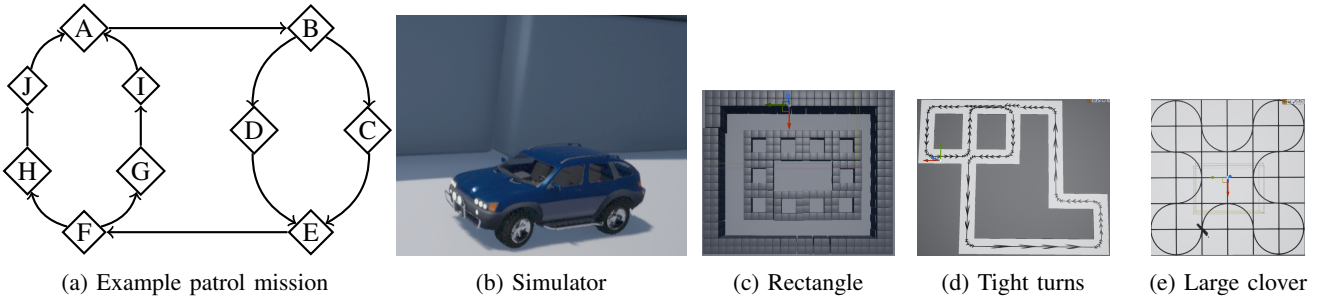 A
B
J
I
D
C
H
G
F
E
(a) Example patrol mission
(b) Simulator
(c) Rectangle
(d) Tight turns
(e) Large clover